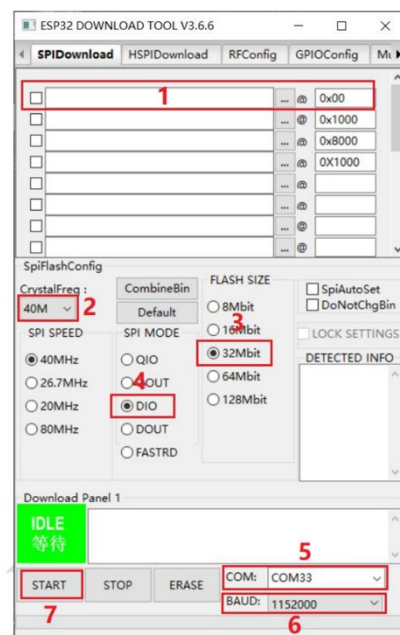 ESP32 DOWNLOAD TOOL V3.6.6
SPIDownload HSPIDownload RFConfig GPIOConfig
1 ... @ 0x00
... @ 0x1000
... @ 0x8000
... @ 0X1000
... @
... @
... @
... @
SpiFlashConfig
CrystalFreq :
40M 2
CombineBin
Default
SPI SPEED
40MHz
26.7MHz
20MHz
80MHz
SPI MODE
QIO
4
DIO
DOUT
FASTRD
FLASH SIZE
8Mbit
3
32Mbit
64Mbit
128Mbit
SpiAutoSet
DoNotChgBin
LOCK SETTINGS
DETECTED INFO
Download Panel 1
IDLE
等待
START STOP ERASE
7
5
COM: COM33
BAUD: 1152000
6